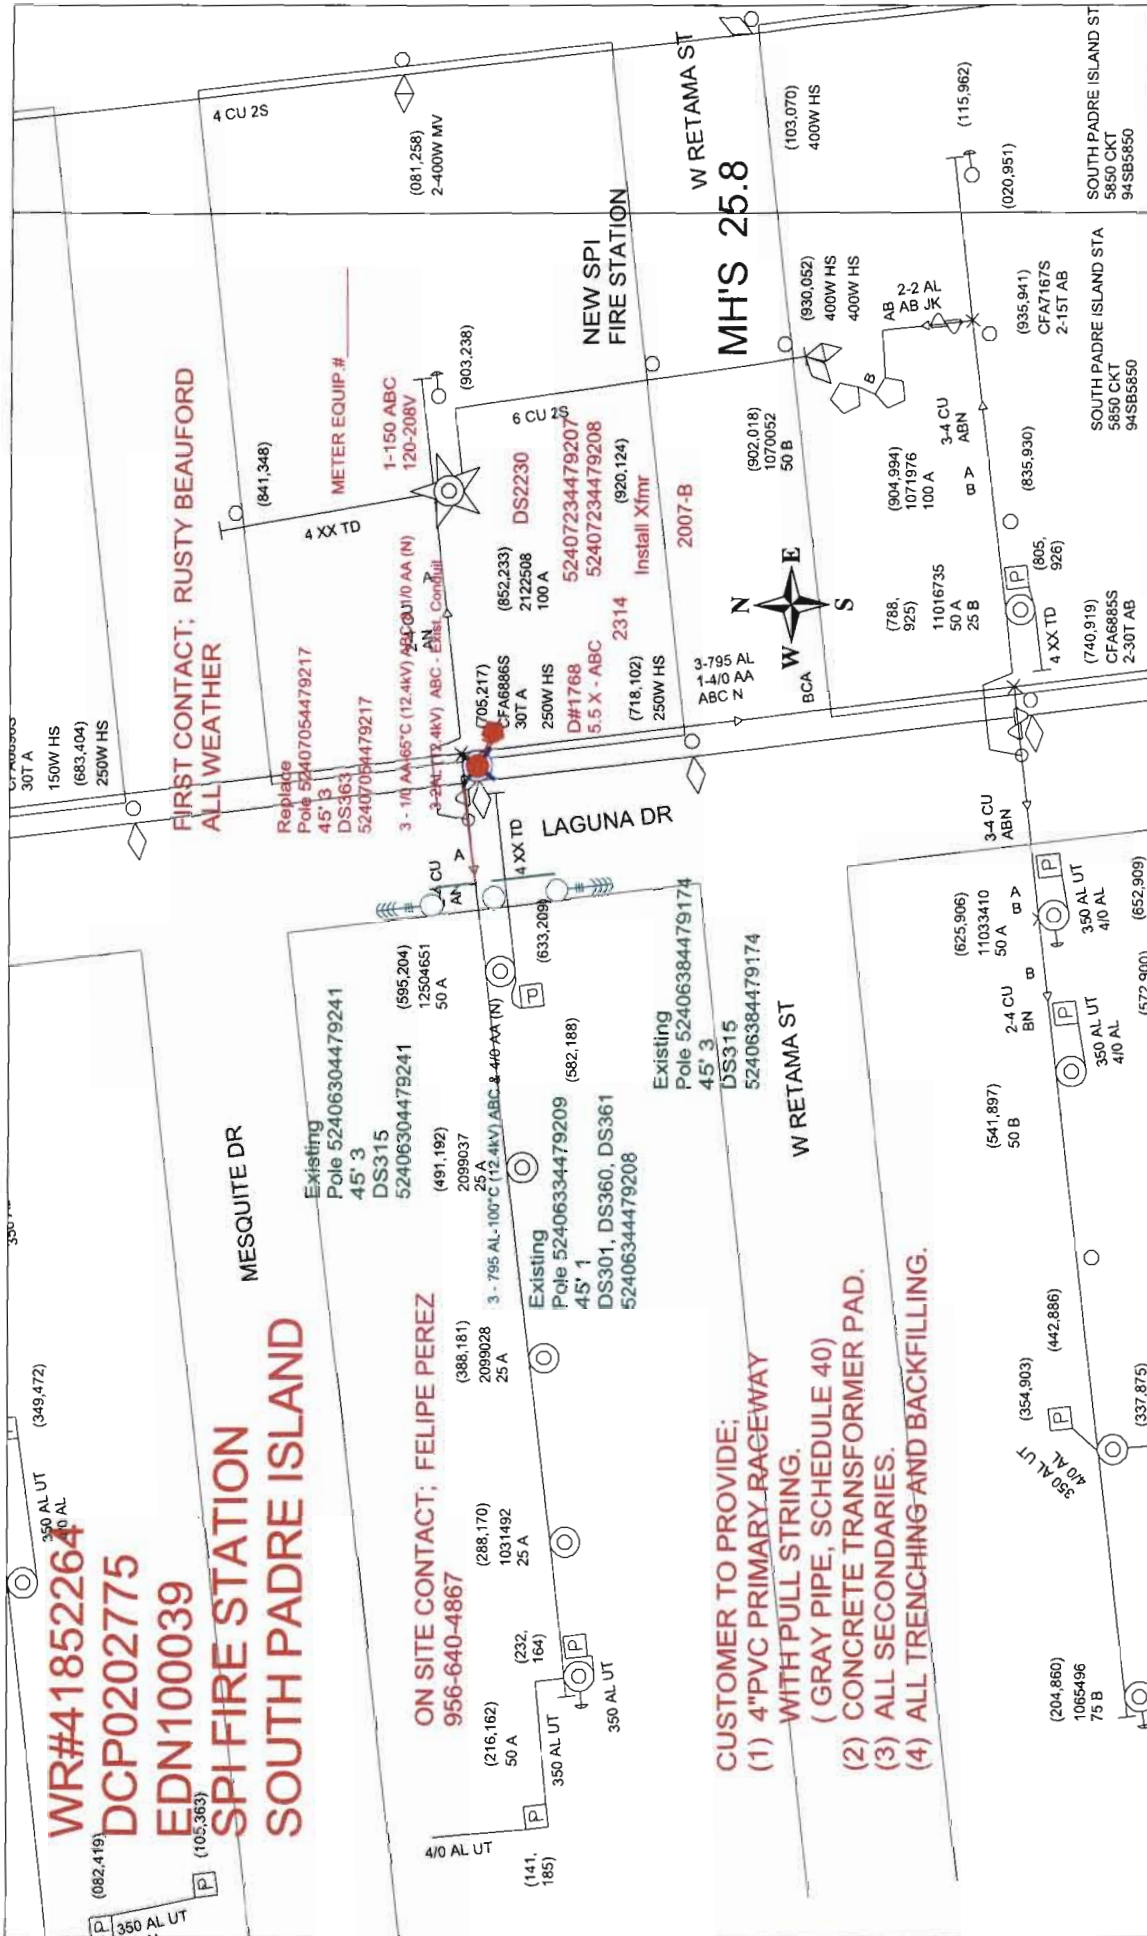 WR#41852264
DCP0202775
EDN100039
SPI FIRE STATION
SOUTH PADRE ISLAND
FIRST CONTACT; RUSTY BEAUFORD
ALL WEATHER
ON SITE CONTACT; FELIPE PEREZ
956-640-4867
CUSTOMER TO PROVIDE;
(1) 4"PVC PRIMARY RACEWAY
WITH PULL STRING.
( GRAY PIPE, SCHEDULE 40)
(2) CONCRETE TRANSFORMER PAD.
(3) ALL SECONDARIES.
(4) ALL TRENCHING AND BACKFILLING.
Replace
Pole 52407054479217
45' 3
DS363
52407054479217
METER EQUIP.#
1-150 ABC
120-208V
3 - 1/0 AA-65°C (12.4kV) ABC & 1/0 AA (N)
ABC - Exist. Conduit
DS2230
52407234479207
52407234479208
Install Xfmr
2007-B
2314
D#1768
5.5 X - ABC
Existing
Pole 52406304479241
45' 3
DS315
52406304479241
3 - 795 AL-100°C (12.4kV) ABC & 4/0 AA (N)
Existing
Pole 52406334479209
45' 1
DS301, DS360, DS361
52406344479208
Existing
Pole 52406384479174
45' 3
DS315
52406384479174
NEW SPI
FIRE STATION
MH'S 25.8
W RETAMA ST
W RETAMA ST
LAGUNA DR
MESQUITE DR
N
E
S
W
30T A
150W HS
(683,404)
250W HS
4 CU 2S
(081,258)
2-400W MV
(841,348)
4 XX TD
(903,238)
6 CU 2S
(852,233)
2122508
100 A
(920,124)
(705,217)
CFA6886S
30T A
250W HS
(718,102)
250W HS
3-795 AL
1-4/0 AA
ABC N
BCA
(103,070)
400W HS
(115,962)
(020,951)
(930,052)
400W HS
400W HS
AB
2-2 AL
AB JK
B
(902,018)
1070052
50 B
(904,994)
1071976
100 A
3-4 CU
ABN
A
B
(835,930)
(935,941)
CFA7167S
2-15T AB
SOUTH PADRE ISLAND ST
5850 CKT
94SB5850
SOUTH PADRE ISLAND STA
5850 CKT
94SB5850
(788,
925)
11016735
50 A
25 B
(805,
926)
P
4 XX TD
(740,919)
CFA6885S
2-30T AB
A
4 XX TD
(633,209)
(595,204)
12504651
50 A
P
(582,188)
(491,192)
2099037
25 A
(388,181)
2099028
25 A
(288,170)
1031492
25 A
(232,
164)
P
350 AL UT
(216,162)
50 A
350 AL UT
P
4/0 AL UT
(141,
185)
(349,472)
350 AL UT
4/0 AL
(082,419)
(105,363)
P
P
350 AL UT
3-4 CU
ABN
(625,906)
11033410
50 A
A
B
P
350 AL UT
4/0 AL
(652,909)
2-4 CU
BN
B
P
350 AL UT
4/0 AL
(572,900)
(541,897)
50 B
(442,886)
(354,903)
P
350 AL UT
4/0 AL
(337,875)
(204,860)
1065496
75 B